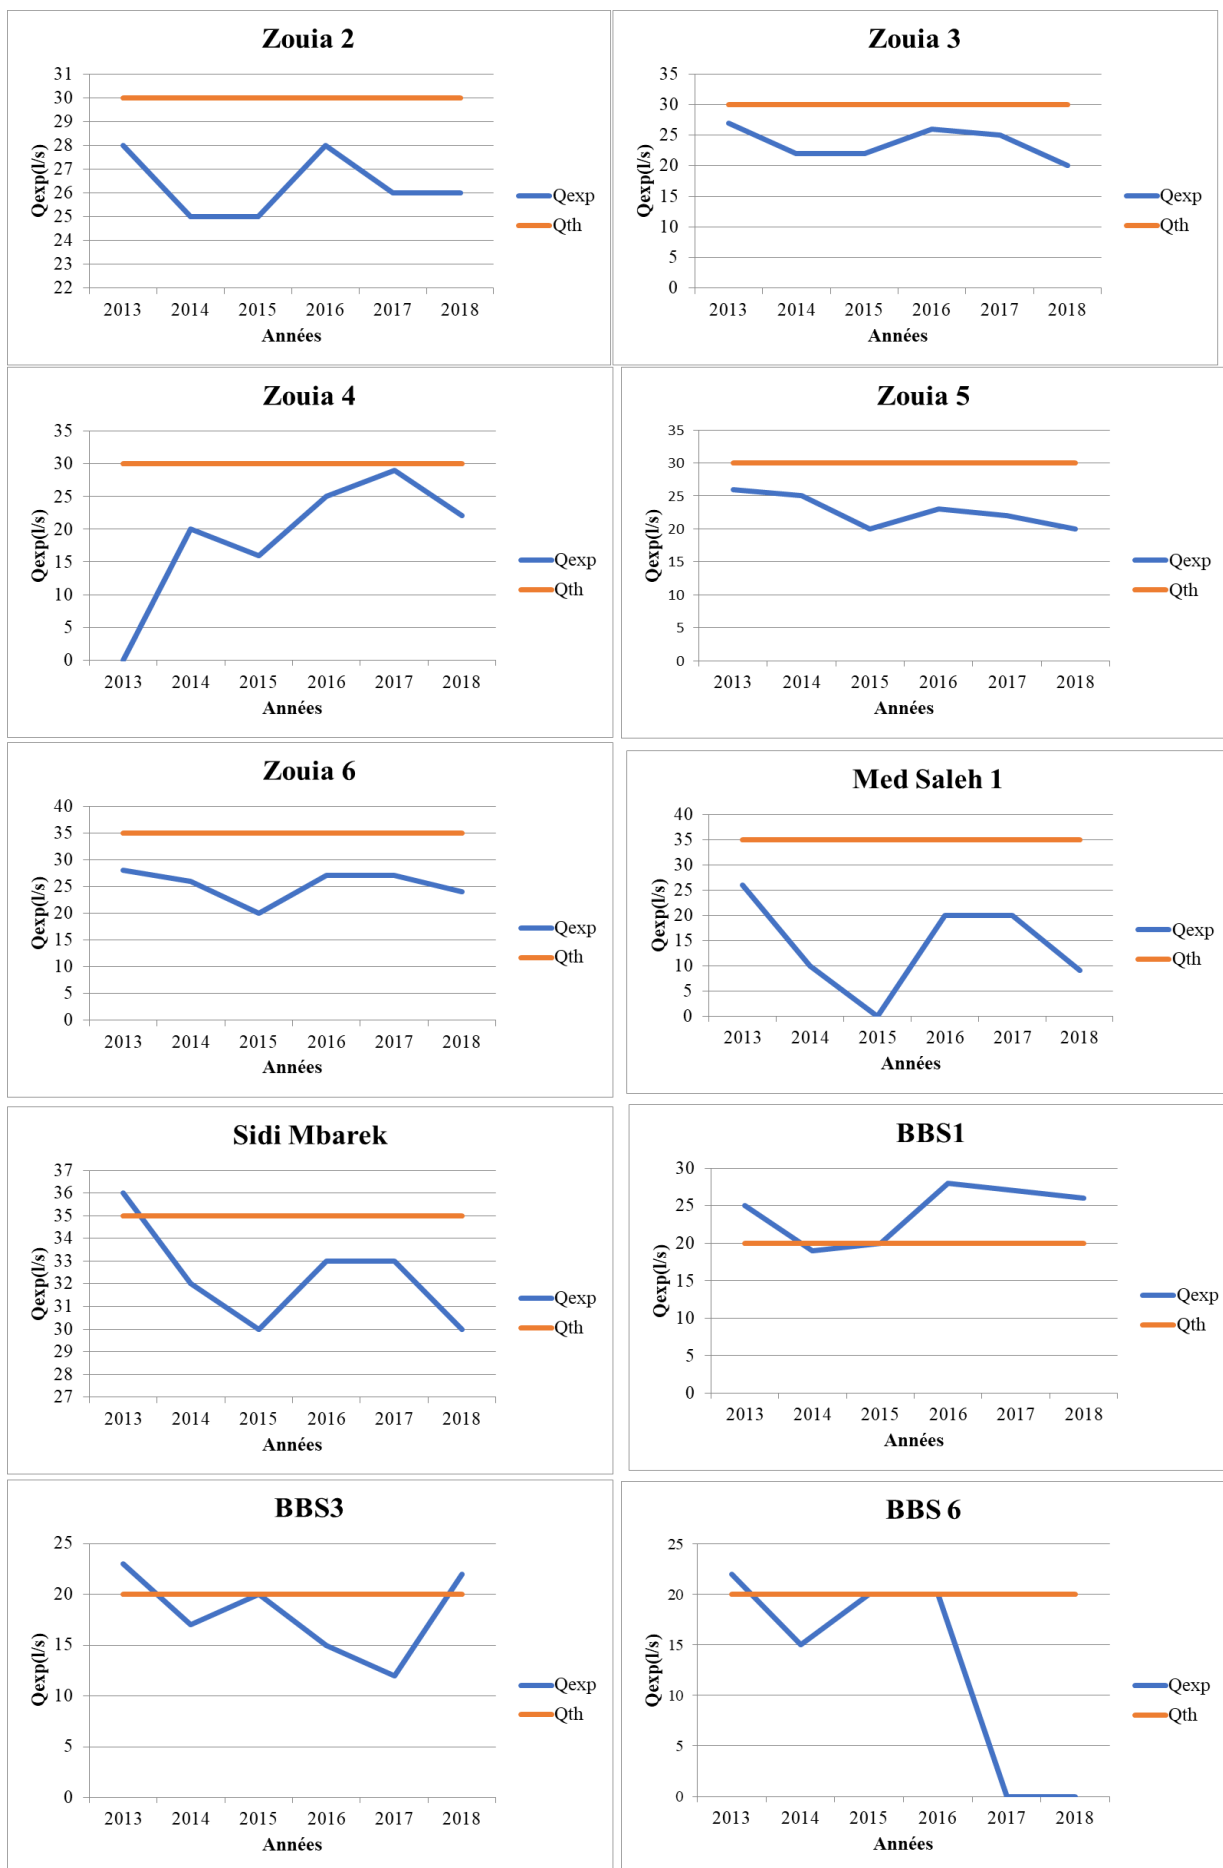 Zouia 2
31
30
29
28
27
26
25
24
23
22
Qexp(l/s)
2013 2014 2015 2016 2017 2018
Années
Qexp
Qth
Zouia 3
35
30
25
20
15
10
5
0
Qexp(l/s)
2013 2014 2015 2016 2017 2018
Années
Qexp
Qth
Zouia 4
35
30
25
20
15
10
5
0
Qexp(l/s)
2013 2014 2015 2016 2017 2018
Années
Qexp
Qth
Zouia 5
35
30
25
20
15
10
5
0
Qexp(l/s)
2013 2014 2015 2016 2017 2018
Années
Qexp
Qth
Zouia 6
40
35
30
25
20
15
10
5
0
Qexp(l/s)
2013 2014 2015 2016 2017 2018
Années
Qexp
Qth
Med Saleh 1
40
35
30
25
20
15
10
5
0
Qexp(l/s)
2013 2014 2015 2016 2017 2018
Années
Qexp
Qth
Sidi Mbarek
37
36
35
34
33
32
31
30
29
28
27
Qexp(l/s)
2013 2014 2015 2016 2017 2018
Années
Qexp
Qth
BBS1
30
25
20
15
10
5
0
Qexp(l/s)
2013 2014 2015 2016 2017 2018
Années
Qexp
Qth
BBS3
25
20
15
10
5
0
Qexp(l/s)
2013 2014 2015 2016 2017 2018
Années
Qexp
Qth
BBS 6
25
20
15
10
5
0
Qexp(l/s)
2013 2014 2015 2016 2017 2018
Années
Qexp
Qth